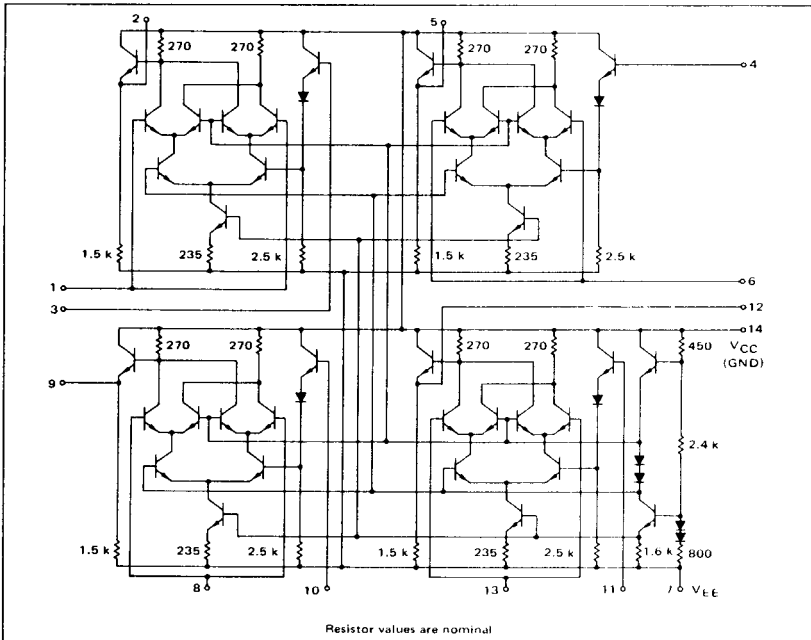 2 5
270 270 270 270
4
1.5 k 235 2.5 k 1.5 k 235 2.5 k
1 6
3 12
14
270 270 270 270 450
VCC
(GND)
9
2.4 k
1.5 k 235 2.5 k 1.5 k 235 2.5 k 1.6 k 800
8 10 13 11 7 VEE
Resistor values are nominal